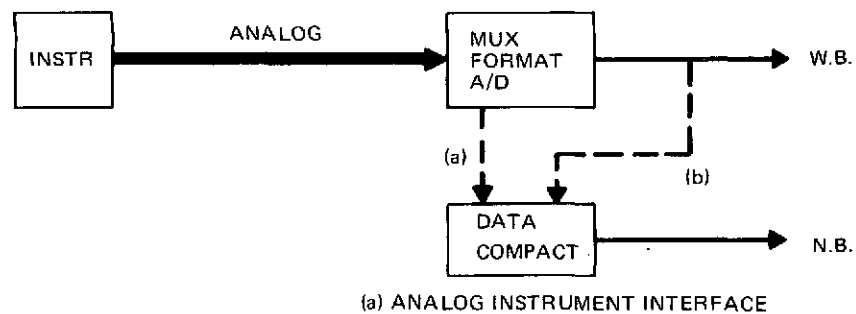 INSTR
ANALOG
MUX
FORMAT
A/D
W.B.
(a)
(b)
DATA
COMPACT
N.B.
(a) ANALOG INSTRUMENT INTERFACE